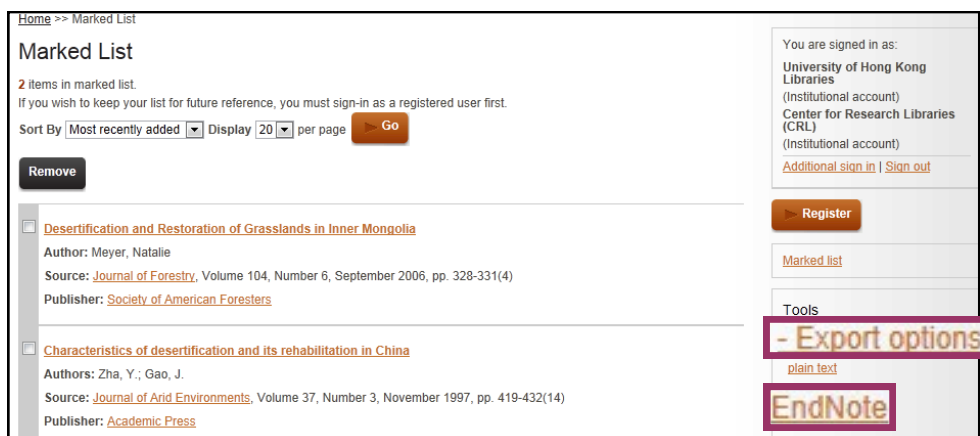 Home >> Marked List
Marked List
2 items in marked list.
If you wish to keep your list for future reference, you must sign-in as a registered user first.
Sort By Most recently added Display 20 per page Go
Remove
Desertification and Restoration of Grasslands in Inner Mongolia
Author: Meyer, Natalie
Source: Journal of Forestry, Volume 104, Number 6, September 2006, pp. 328-331(4)
Publisher: Society of American Foresters
Characteristics of desertification and its rehabilitation in China
Authors: Zha, Y.; Gao, J.
Source: Journal of Arid Environments, Volume 37, Number 3, November 1997, pp. 419-432(14)
Publisher: Academic Press
You are signed in as:
University of Hong Kong
Libraries
(Institutional account)
Center for Research Libraries
(CRL)
(Institutional account)
Additional sign in | Sign out
Register
Marked list
Tools
- Export options
plain text
EndNote